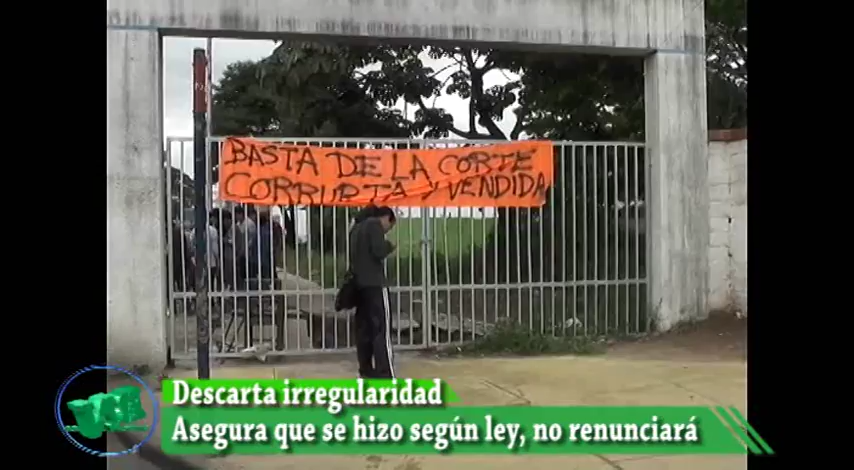 BASTA DE LA CORTE
CORRUPTA Y VENDIDA
Descarta irregularidad
Asegura que se hizo según ley, no renunciará